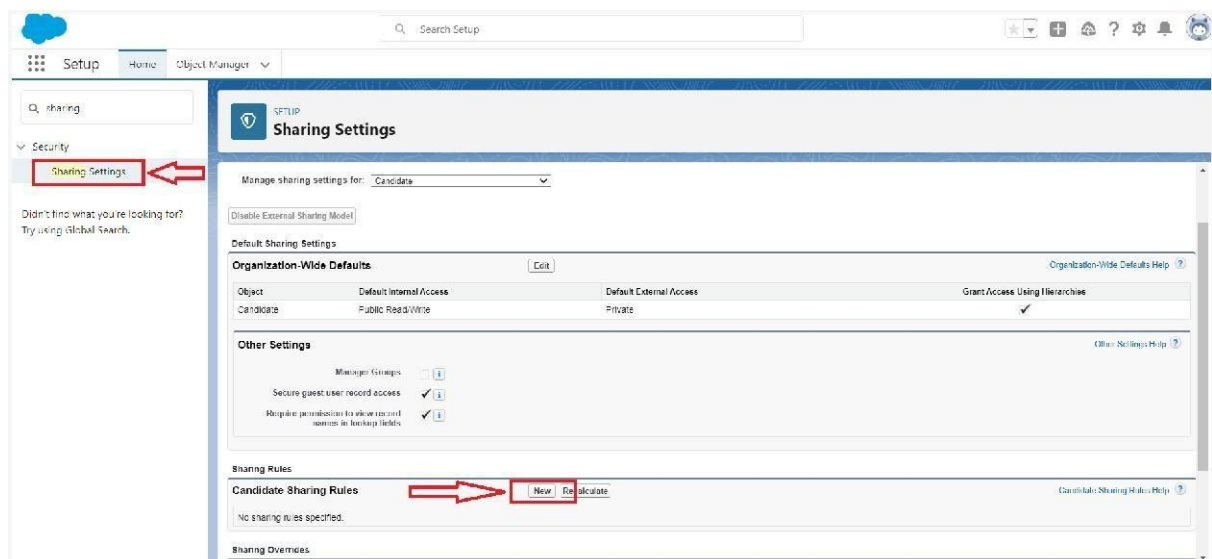 Search Setup
Setup Home Object Manager
sharing
Security
Sharing Settings
Didn't find what you're looking for?
Try using Global Search.
SETUP
Sharing Settings
Manage sharing settings for: Candidate
Disable External Sharing Model
Default Sharing Settings
Organization-Wide Defaults Edit Organization-Wide Defaults Help ?
Object Default Internal Access Default External Access Grant Access Using Hierarchies
Candidate Public Read/Write Private
Other Settings Other Settings Help ?
Manager Groups i
Secure guest user record access i
Require permission to view record
names in lookup fields i
Sharing Rules
Candidate Sharing Rules New Recalculate Candidate Sharing Rules Help ?
No sharing rules specified.
Sharing Overrides